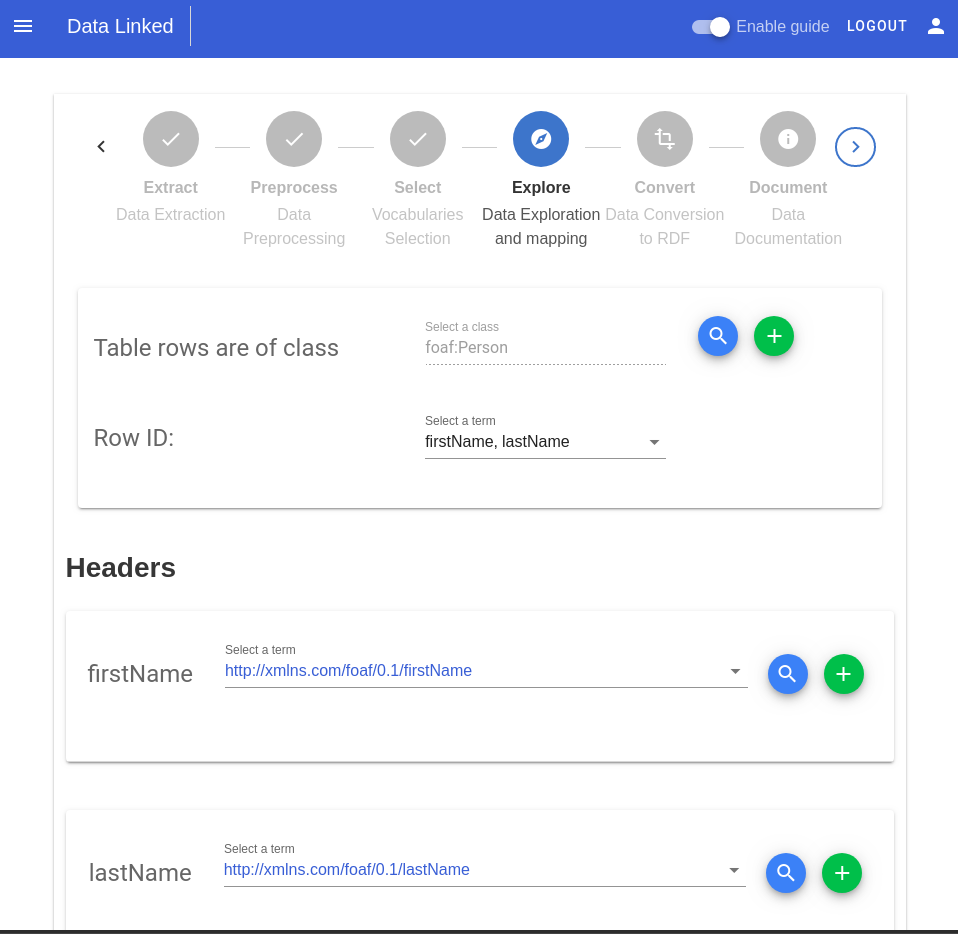 Data Linked
Enable guide
LOGOUT
Extract
Data Extraction
Preprocess
Data
Preprocessing
Select
Vocabularies
Selection
Explore
Data Exploration
and mapping
Convert
Data Conversion
to RDF
Document
Data
Documentation
Table rows are of class
Select a class
foaf:Person
Row ID:
Select a term
firstName, lastName
Headers
firstName
Select a term
http://xmlns.com/foaf/0.1/firstName
lastName
Select a term
http://xmlns.com/foaf/0.1/lastName